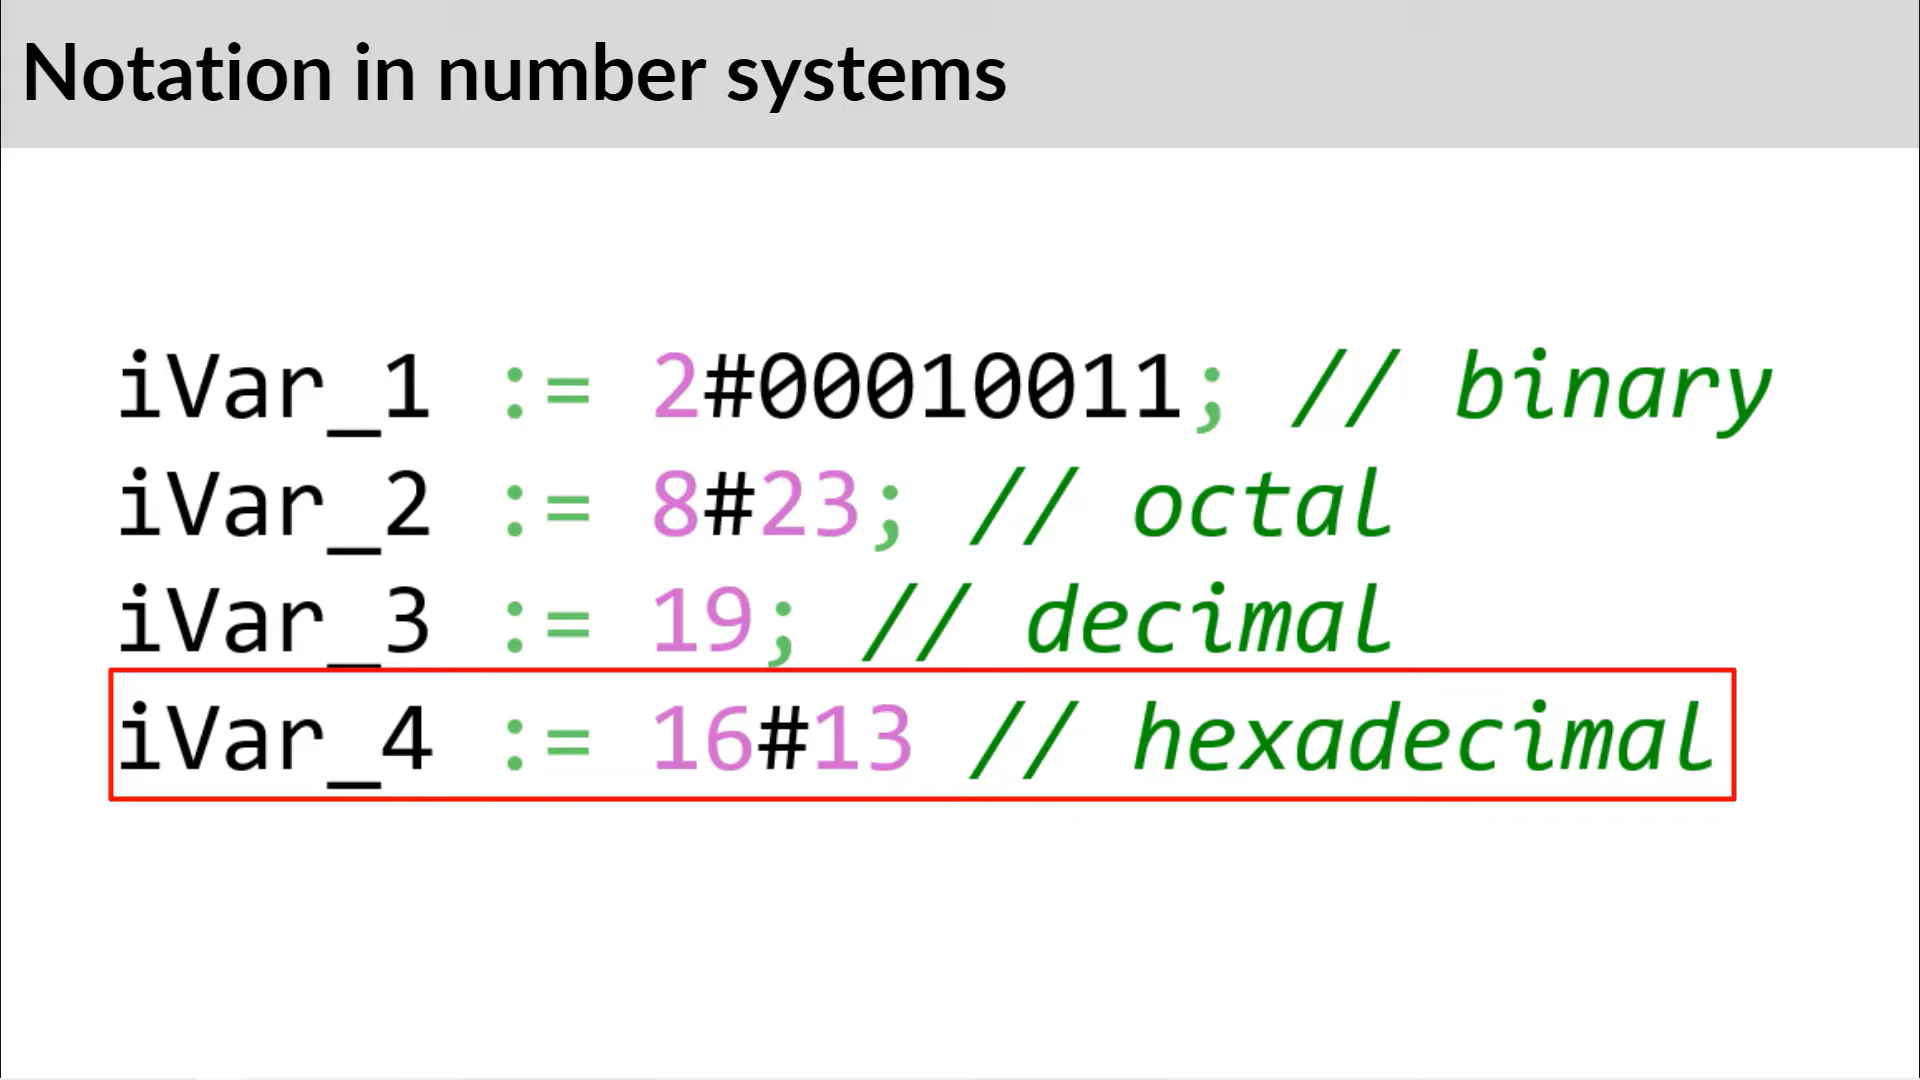 Notation in number systems
iVar_1 := 2#00010011; // binary
iVar_2 := 8#23; // octal
iVar_3 := 19; // decimal
iVar_4 := 16#13 // hexadecimal